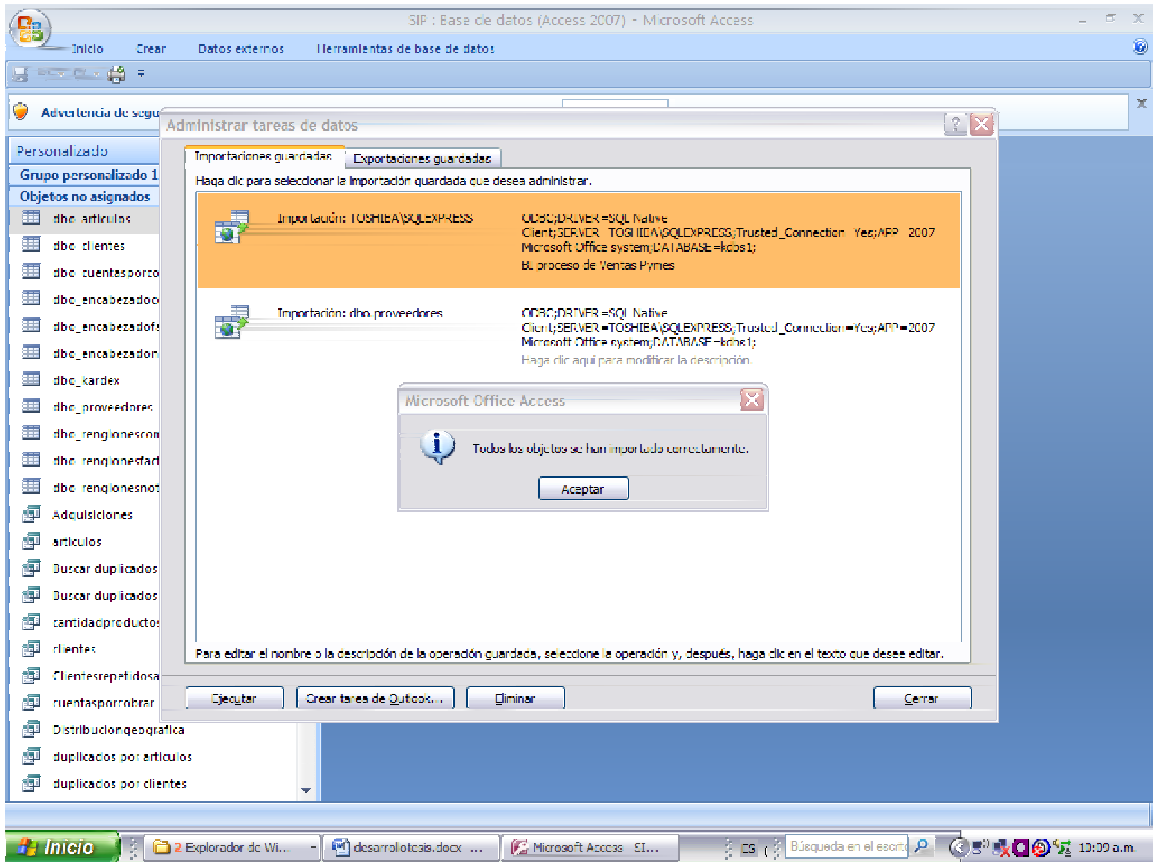 SIP : Base de datos (Access 2007) - Microsoft Access
Inicio Crear Datos externos Herramientas de base de datos
Advertencia de segu
Administrar tareas de datos
Personalizado
Grupo personalizado 1
Objetos no asignados
dbo_articulos
dbo_clientes
dbo_cuentasporco
dbo_encabezadoco
dbo_encabezadofa
dbo_encabezadon
dbo_kardex
dbo_proveedores
dbo_renglonescom
dbo_renglonesfact
dbo_renglonesnot
Adquisiciones
articulos
Buscar duplicados
Buscar duplicados
cantidadproductos
clientes
Clientesrepetidosa
cuentasporcobrar
Distribuciongeografica
duplicados por articulos
duplicados por clientes
Importaciones guardadas Exportaciones guardadas
Haga clic para seleccionar la importación guardada que desea administrar.
Importación: TOSHIBA\SQLEXPRESS
ODBC;DRIVER=SQL Native
Client;SERVER=TOSHIBA\SQLEXPRESS;Trusted_Connection=Yes;APP=2007
Microsoft Office system;DATABASE=kdbs1;
BI proceso de Ventas Pymes
Importación: dbo_proveedores
ODBC;DRIVER=SQL Native
Client;SERVER=TOSHIBA\SQLEXPRESS;Trusted_Connection=Yes;APP=2007
Microsoft Office system;DATABASE=kdbs1;
Haga clic aquí para modificar la descripción.
Microsoft Office Access
Todos los objetos se han importado correctamente.
Aceptar
Para editar el nombre o la descripción de la operación guardada, seleccione la operación y, después, haga clic en el texto que desee editar.
Ejecutar Crear tarea de Outlook... Eliminar Cerrar
Inicio 2 Explorador de Wi... desarrollotesis.docx ... Microsoft Access - SI... ES Búsqueda en el escrito 10:09 a.m.